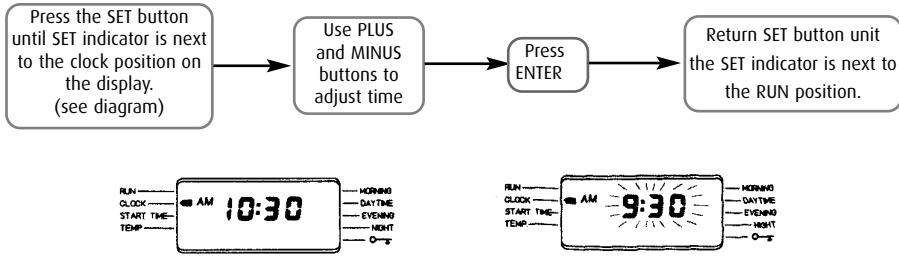 Press the SET button
until SET indicator is next
to the clock position on
the display.
(see diagram)
Use PLUS
and MINUS
buttons to
adjust time
Press
ENTER
Return SET button unit
the SET indicator is next to
the RUN position.
RUN
CLOCK
START TIME
TEMP
AM 10:30
MORNING
DAYTIME
EVENING
NIGHT
RUN
CLOCK
START TIME
TEMP
AM 9:30
MORNING
DAYTIME
EVENING
NIGHT